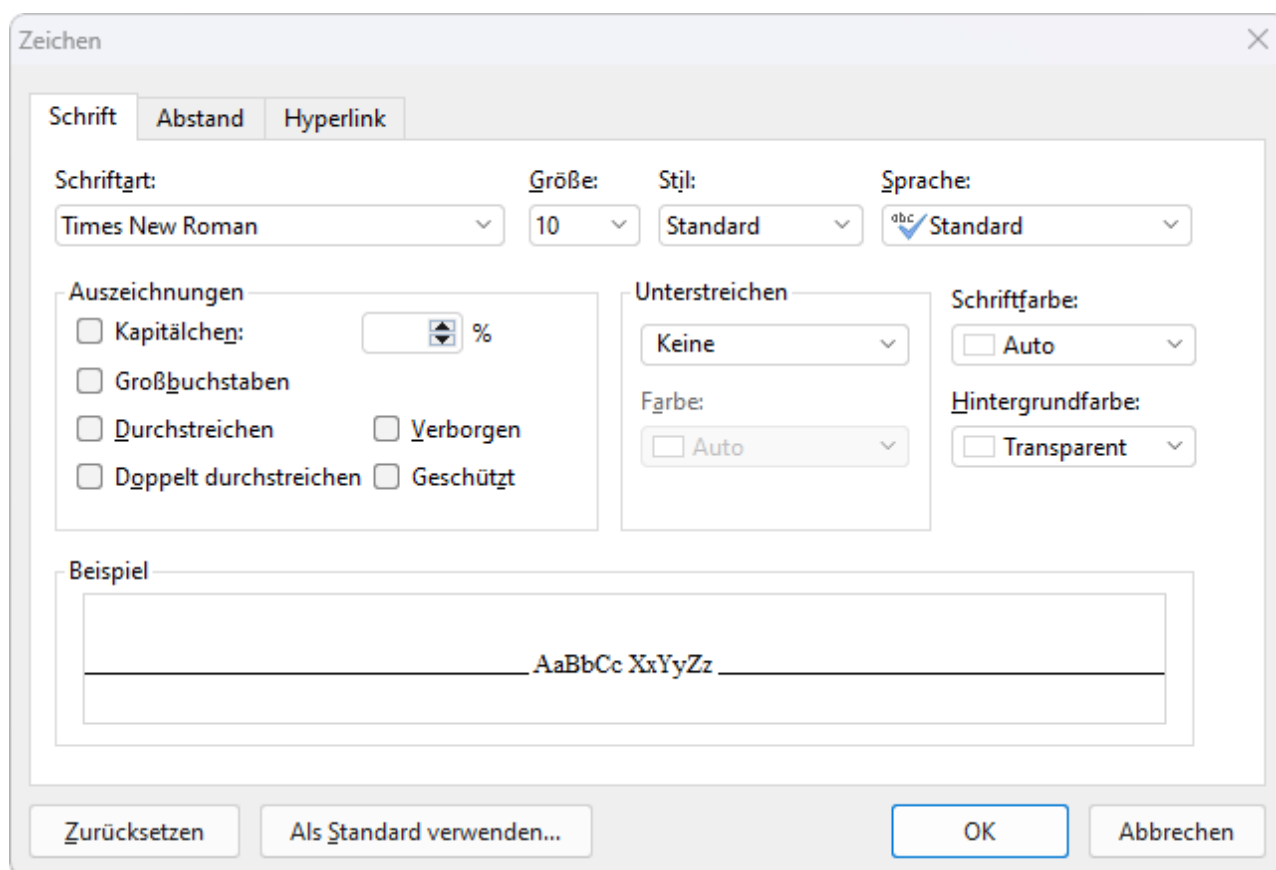 Zeichen
Schrift Abstand Hyperlink
Schriftart: Größe: Stil: Sprache:
Times New Roman 10 Standard abc Standard
Auszeichnungen Unterstreichen Schriftfarbe:
Kapitälchen: % Keine Auto
Großbuchstaben Farbe: Hintergrundfarbe:
Durchstreichen Verborgen Auto Transparent
Doppelt durchstreichen Geschützt
Beispiel
AaBbCc XxYyZz
Zurücksetzen Als Standard verwenden... OK Abbrechen